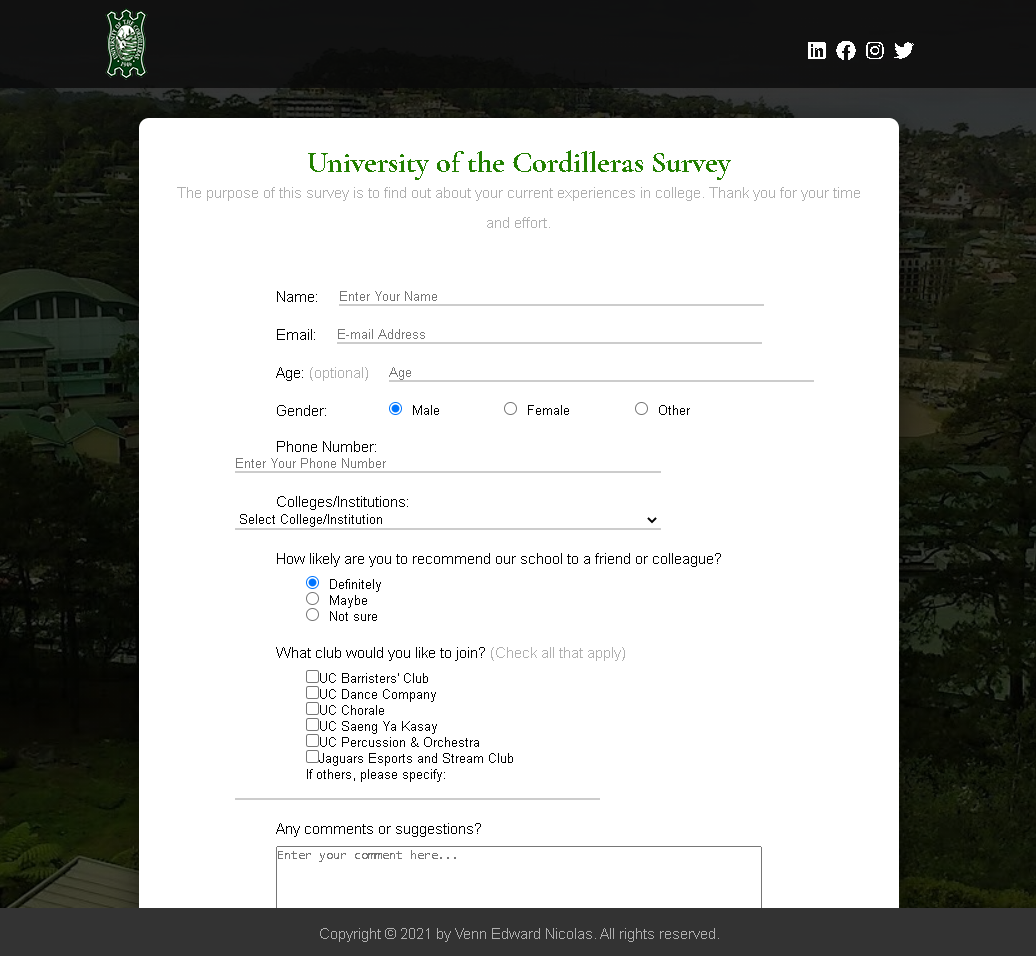 University of the Cordilleras Survey
The purpose of this survey is to find out about your current experiences in college. Thank you for your time
and effort.
Name: Enter Your Name
Email: E-mail Address
Age: (optional) Age
Gender: Male Female Other
Phone Number:
Enter Your Phone Number
Colleges/Institutions:
Select College/Institution
How likely are you to recommend our school to a friend or colleague?
Definitely
Maybe
Not sure
What club would you like to join? (Check all that apply)
UC Barristers' Club
UC Dance Company
UC Chorale
UC Saeng Ya Kasay
UC Percussion & Orchestra
Jaguars Esports and Stream Club
If others, please specify:
Any comments or suggestions?
Enter your comment here...
Copyright © 2021 by Venn Edward Nicolas. All rights reserved.